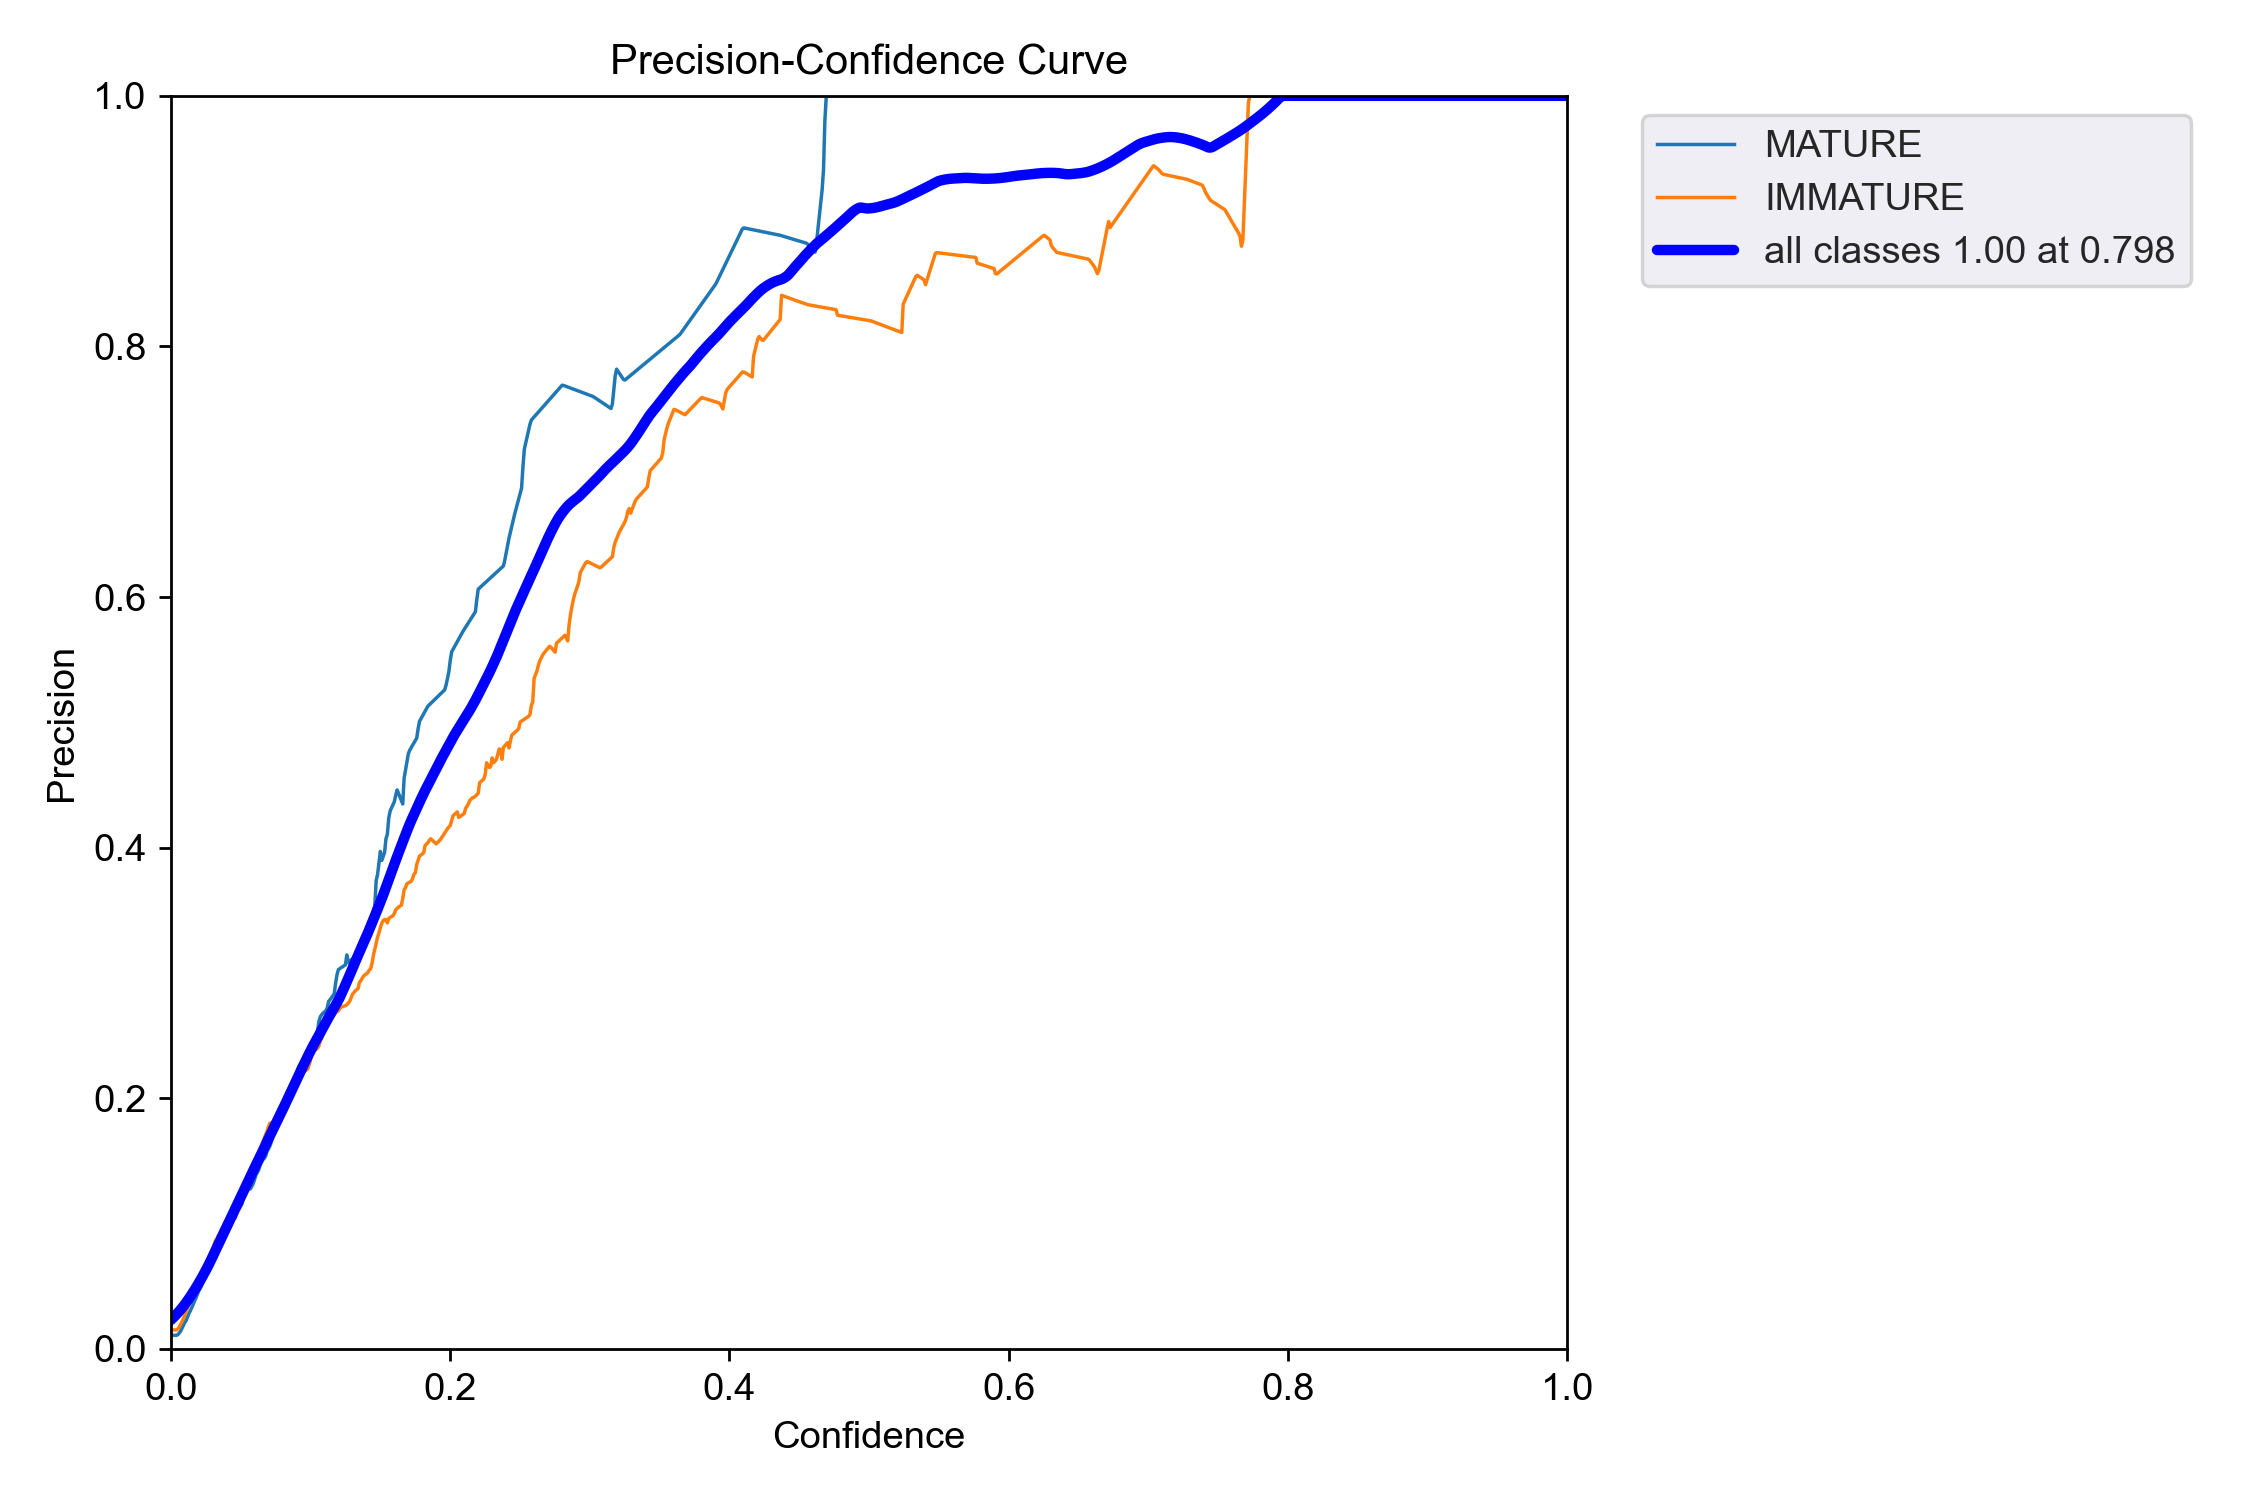 Precision-Confidence Curve
1.0
0.8
0.6
0.4
0.2
0.0
Precision
0.0 0.2 0.4 0.6 0.8 1.0
Confidence
MATURE
IMMATURE
all classes 1.00 at 0.798